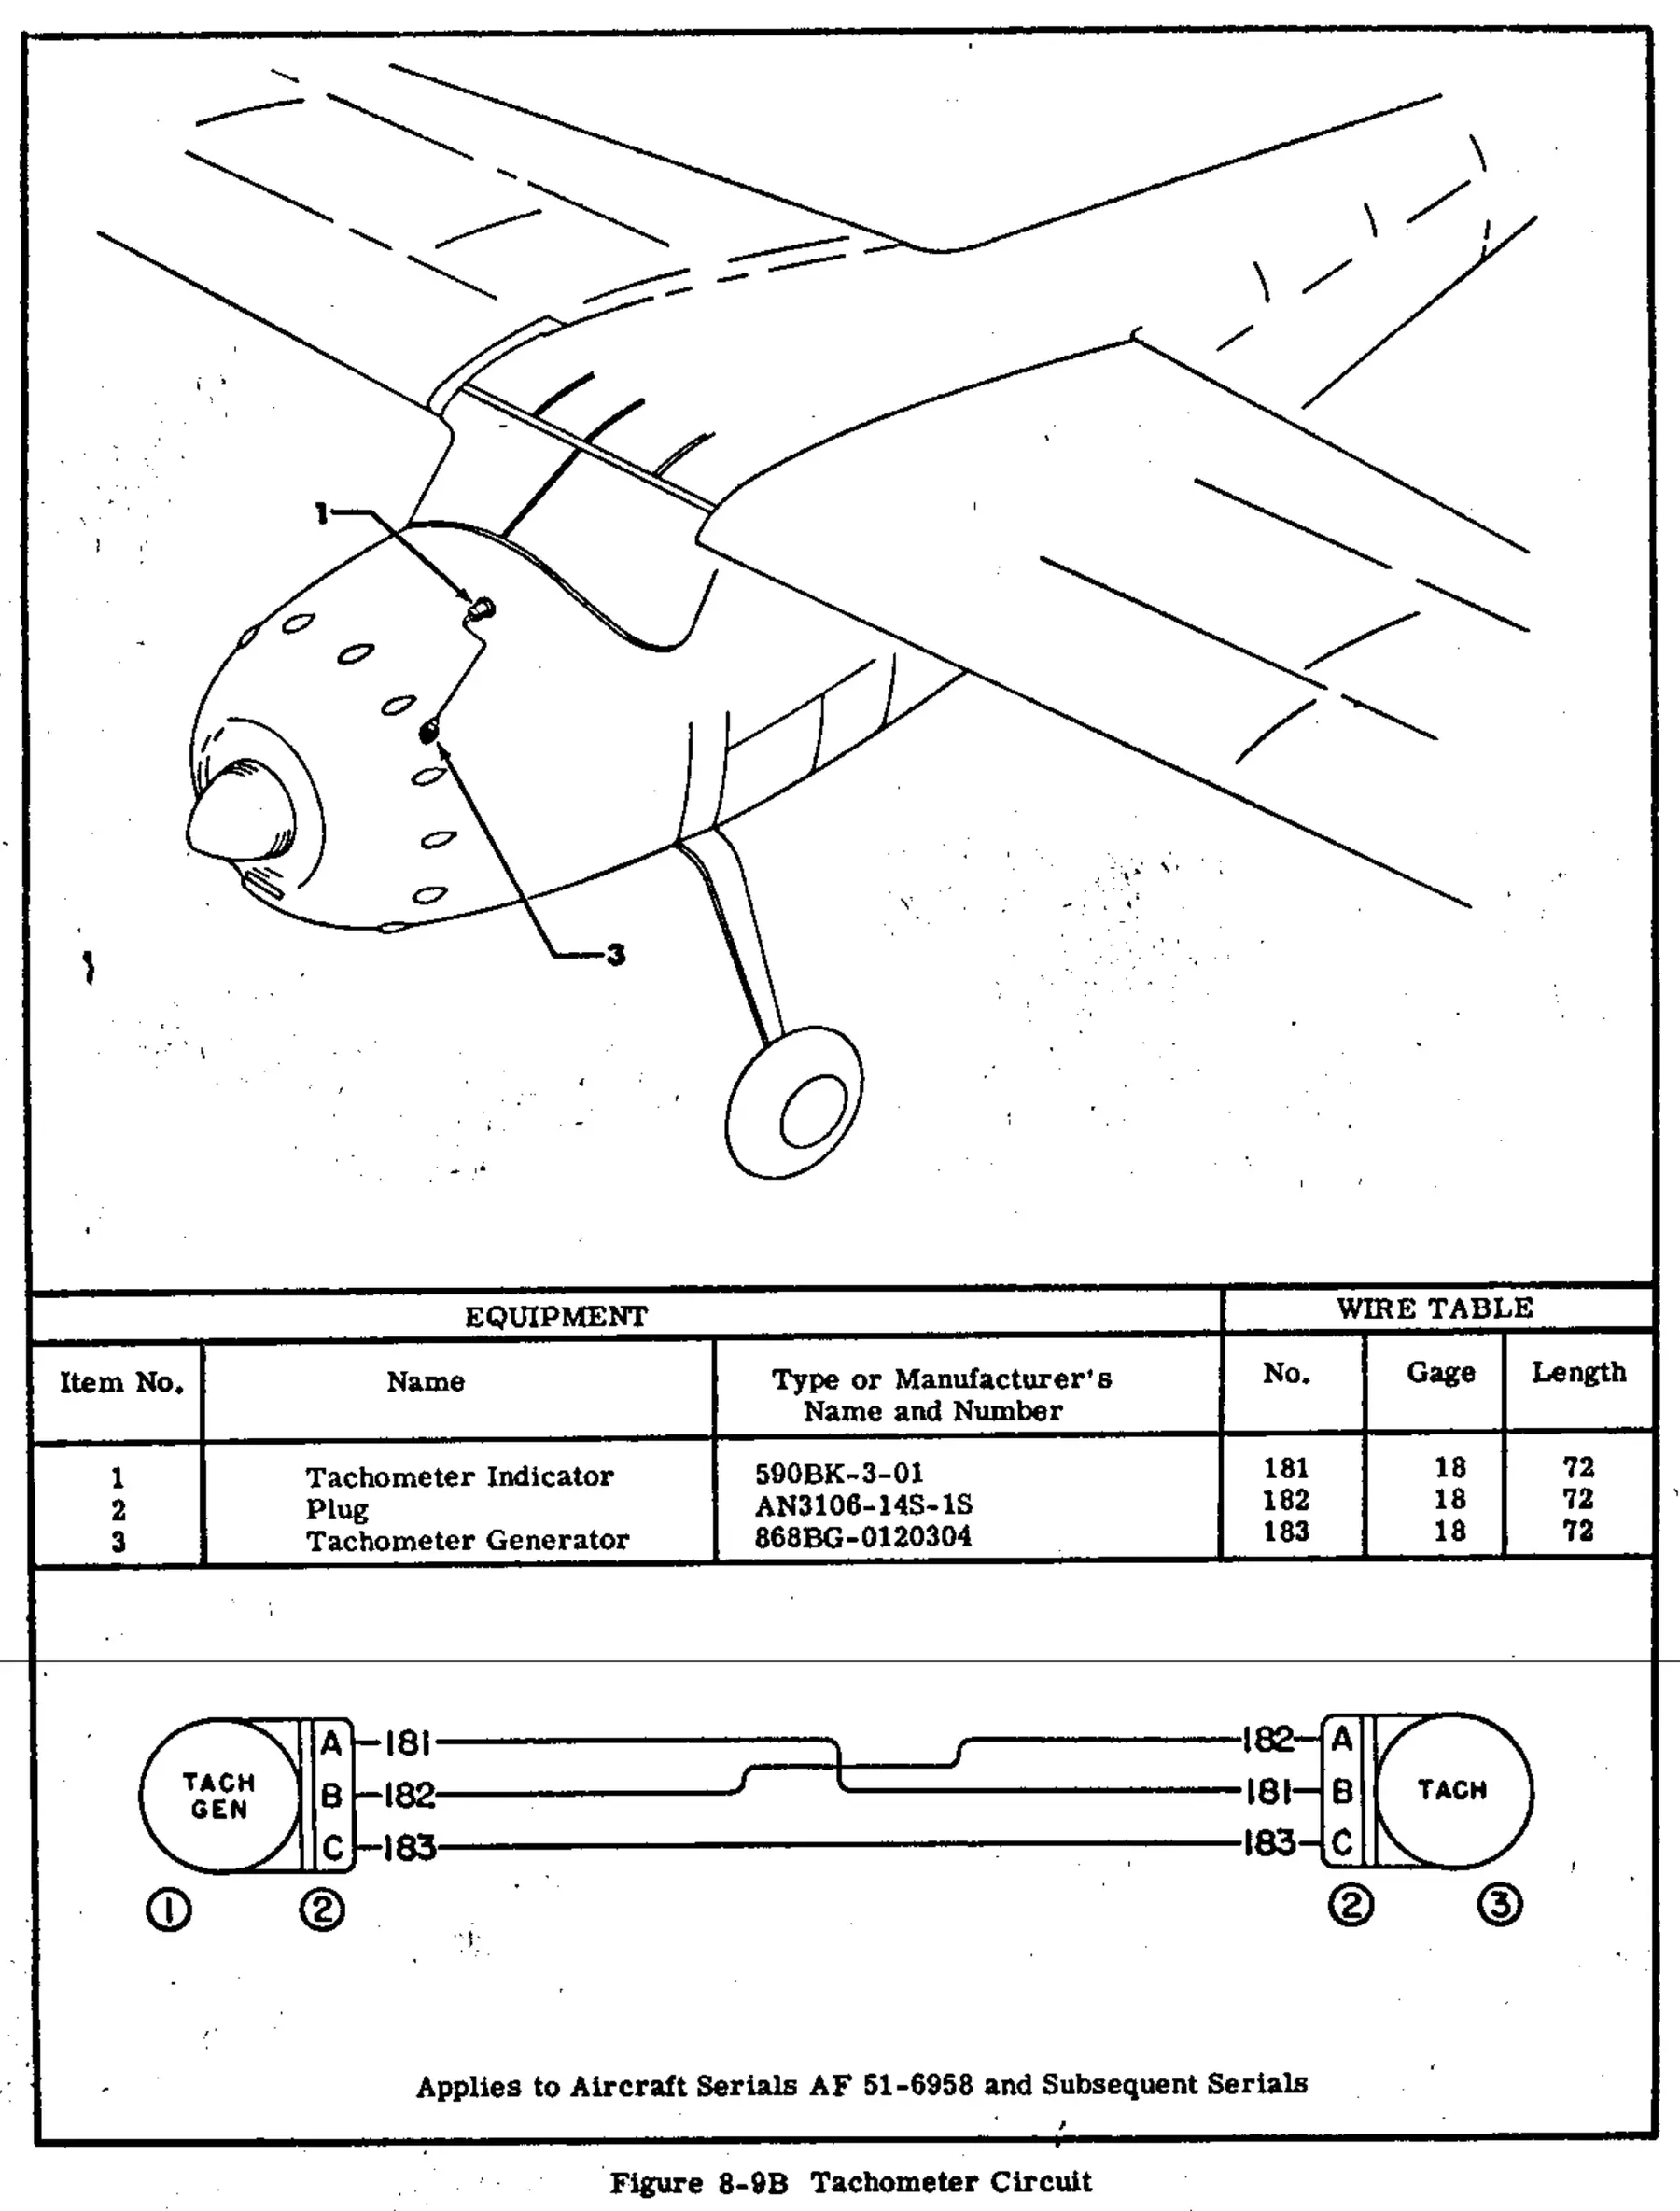 1
3
EQUIPMENT WIRE TABLE
Item No. Name Type or Manufacturer's Name and Number No. Gage Length
1 Tachometer Indicator 590BK-3-01 181 18 72
2 Plug AN3106-14S-1S 182 18 72
3 Tachometer Generator 868BG-0120304 183 18 72
TACH GEN A 181 182 A TACH
B 182 181 B
C 183 183 C
1 2 2 3
Applies to Aircraft Serials AF 51-6958 and Subsequent Serials
Figure 8-9B Tachometer Circuit